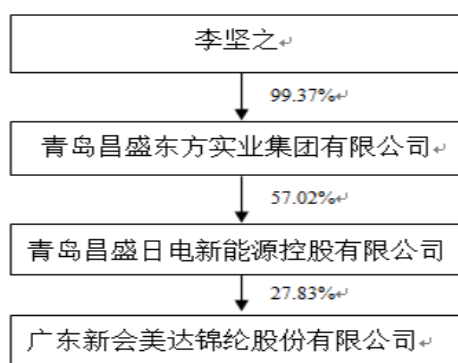 李坚之
99.37%
青岛昌盛东方实业集团有限公司
57.02%
青岛昌盛日电新能源控股有限公司
27.83%
广东新会美达锦纶股份有限公司